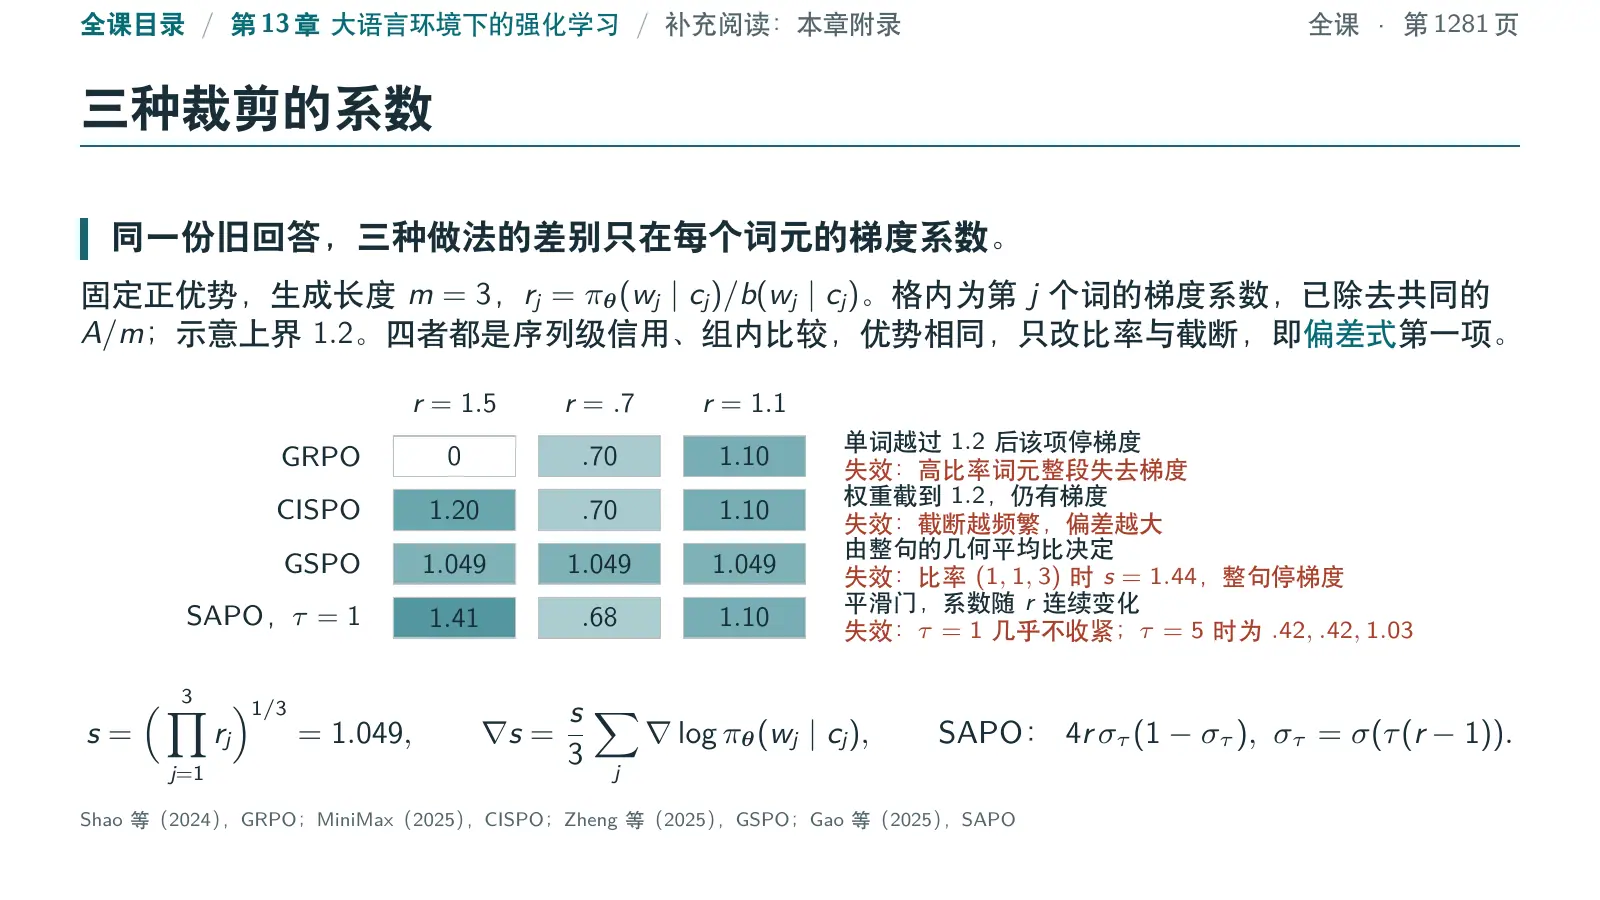 全课目录 / 第 13 章 大语言环境下的强化学习 / 补充阅读：本章附录
全课 · 第 1281 页
三种裁剪的系数
同一份旧回答，三种做法的差别只在每个词元的梯度系数。
固定正优势，生成长度 m = 3，r_j = π_θ(w_j | c_j)/b(w_j | c_j)。格内为第 j 个词的梯度系数，已除去共同的
A/m；示意上界 1.2。四者都是序列级信用、组内比较，优势相同，只改比率与截断，即偏差式第一项。
r = 1.5 r = .7 r = 1.1
GRPO 0 .70 1.10
单词越过 1.2 后该项停梯度
失效：高比率词元整段失去梯度
CISPO 1.20 .70 1.10
权重截到 1.2，仍有梯度
失效：截断越频繁，偏差越大
GSPO 1.049 1.049 1.049
由整句的几何平均比决定
失效：比率 (1, 1, 3) 时 s = 1.44，整句停梯度
SAPO，τ = 1 1.41 .68 1.10
平滑门，系数随 r 连续变化
失效：τ = 1 几乎不收紧；τ = 5 时为 .42, .42, 1.03
s = (∏_{j=1}^{3} r_j)^{1/3} = 1.049, ∇s = s/3 ∑_j ∇ log π_θ(w_j | c_j), SAPO： 4r σ_τ(1 − σ_τ), σ_τ = σ(τ(r − 1)).
Shao 等 (2024)，GRPO；MiniMax (2025)，CISPO；Zheng 等 (2025)，GSPO；Gao 等 (2025)，SAPO